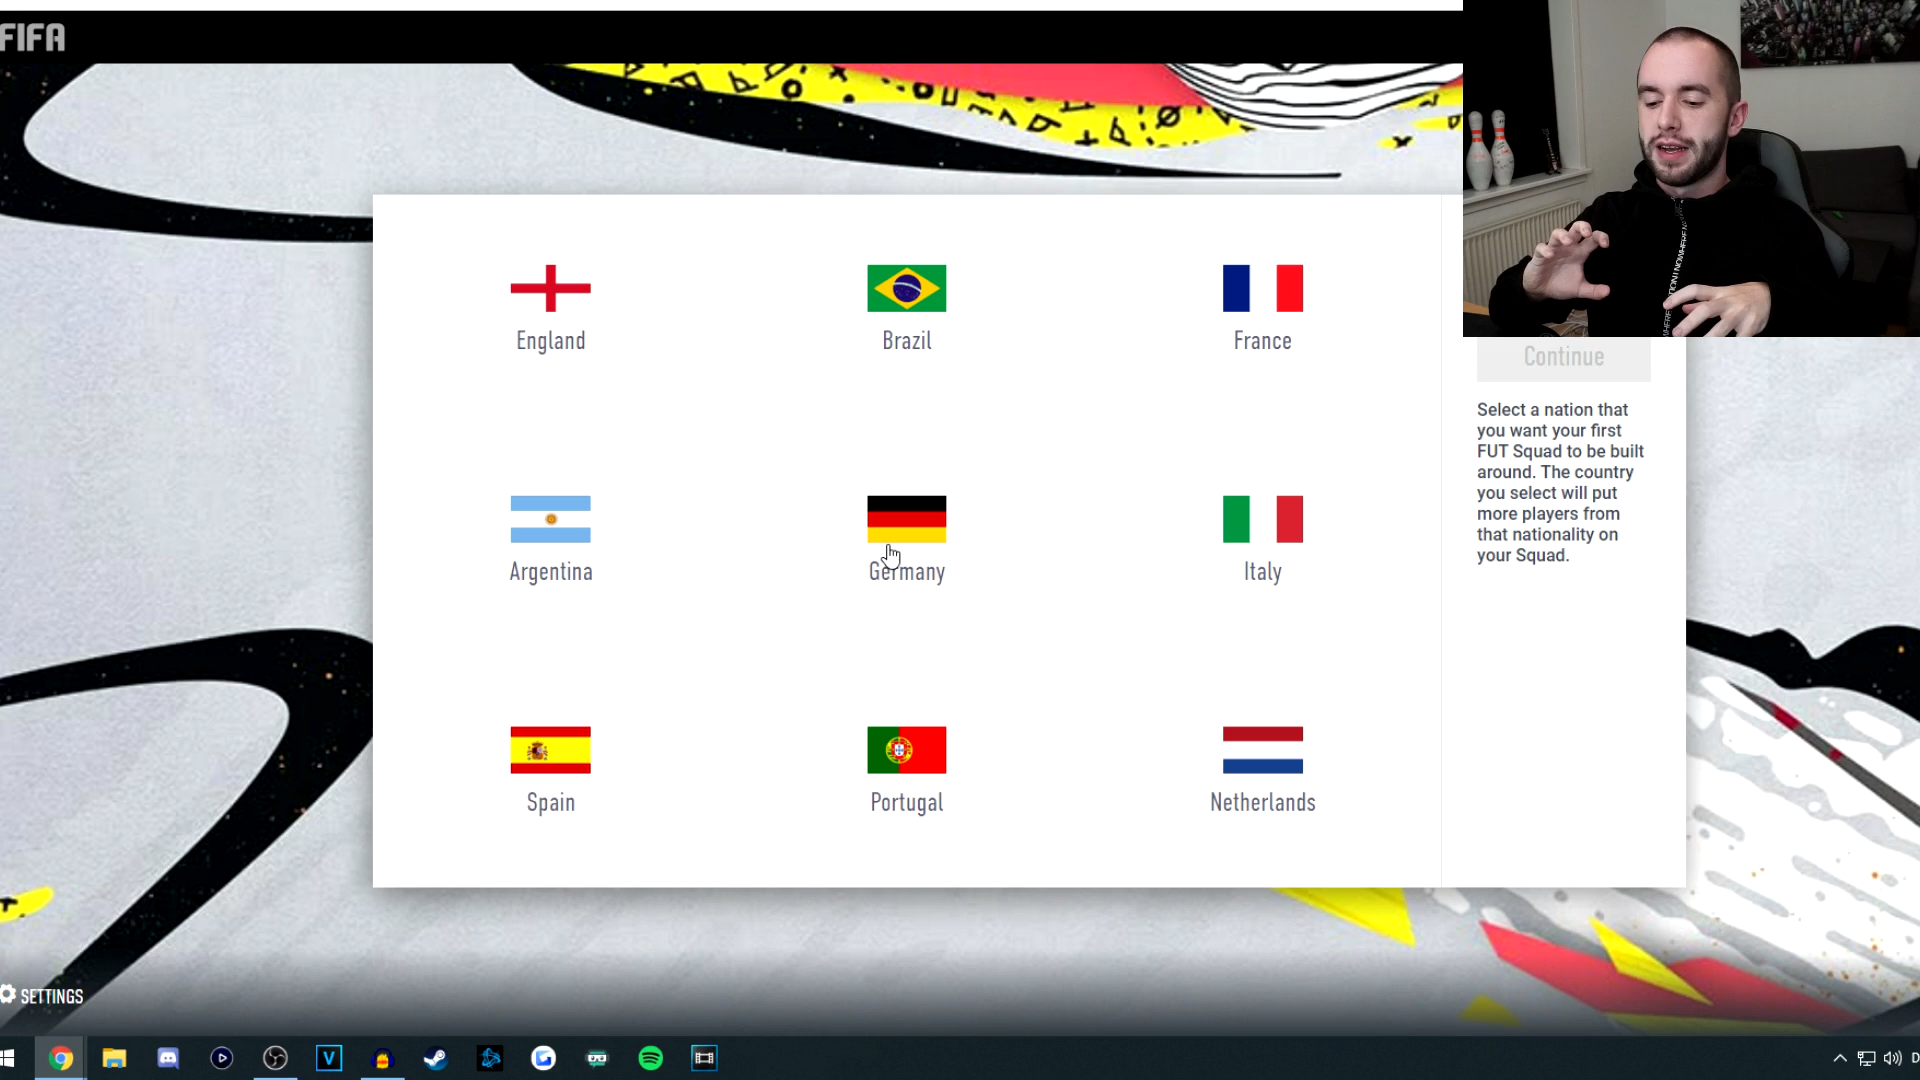 FIFA
England
Brazil
France
Continue
Select a nation that
you want your first
FUT Squad to be built
around. The country
you select will put
more players from
that nationality on
your Squad.
Argentina
Germany
Italy
Spain
Portugal
Netherlands
SETTINGS
V
D